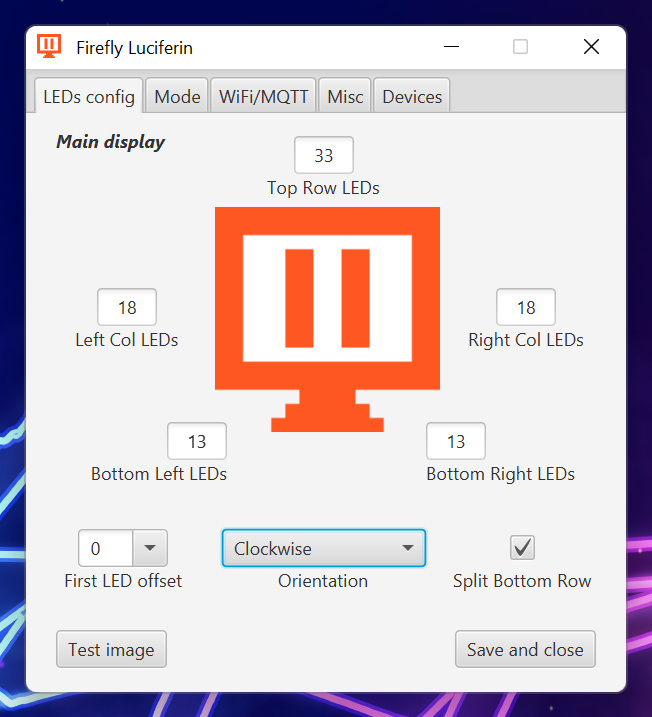 Firefly Luciferin
LEDs config Mode WiFi/MQTT Misc Devices
Main display
33
Top Row LEDs
18
Left Col LEDs
18
Right Col LEDs
13
Bottom Left LEDs
13
Bottom Right LEDs
0
First LED offset
Clockwise
Orientation
Split Bottom Row
Test image
Save and close